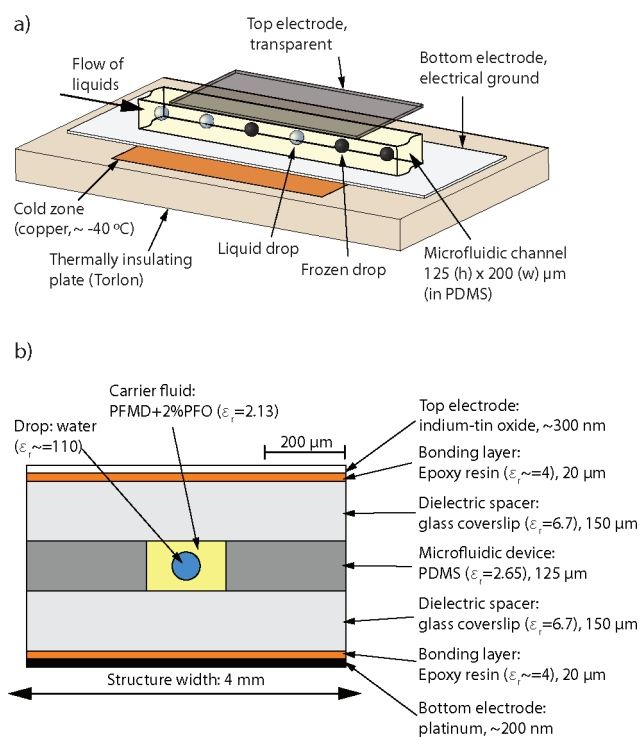 a)
Top electrode,
transparent
Bottom electrode,
electrical ground
Flow of
liquids
Cold zone
(copper, ~ -40 ºC)
Thermally insulating
plate (Torlon)
Liquid drop
Frozen drop
Microfluidic channel
125 (h) x 200 (w) µm
(in PDMS)
b)
Carrier fluid:
PFMD+2%PFO (εr=2.13)
Drop: water
(εr~=110)
200 µm
Top electrode:
indium-tin oxide, ~300 nm
Bonding layer:
Epoxy resin (εr~=4), 20 µm
Dielectric spacer:
glass coverslip (εr=6.7), 150 µm
Microfluidic device:
PDMS (εr=2.65), 125 µm
Dielectric spacer:
glass coverslip (εr=6.7), 150 µm
Bonding layer:
Epoxy resin (εr~=4), 20 µm
Bottom electrode:
platinum, ~200 nm
Structure width: 4 mm